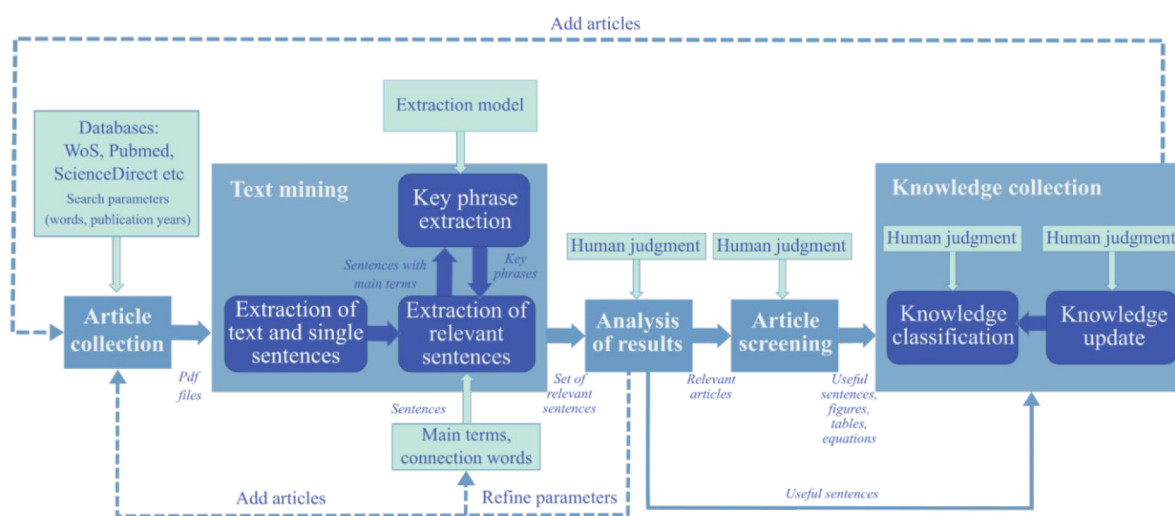 Add articles
Extraction model
Databases:
WoS, Pubmed,
ScienceDirect etc
Search parameters
(words, publication years)
Text mining
Key phrase
extraction
Knowledge collection
Human judgment
Human judgment
Human judgment
Human judgment
Sentences with
main terms
Key
phrases
Article
collection
Extraction of
text and single
sentences
Extraction of
relevant
sentences
Analysis
of results
Article
screening
Knowledge
classification
Knowledge
update
Pdf
files
Sentences
Set of
relevant
sentences
Relevant
articles
Useful
sentences,
figures,
tables,
equations
Main terms,
connection words
Add articles
Refine parameters
Useful sentences